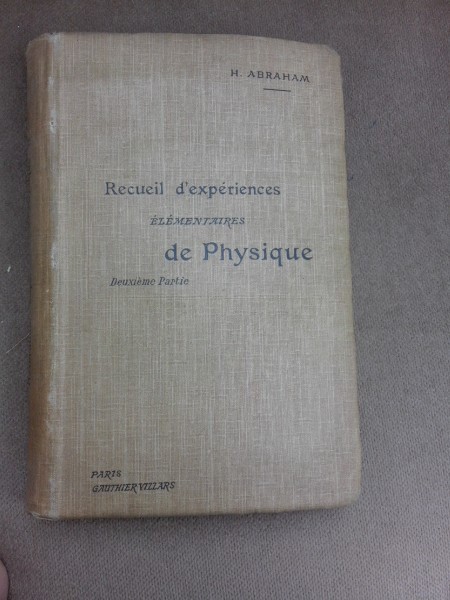 H. ABRAHAM
Recueil d'expériences
ÉLÉMENTAIRES
de Physique
Deuxième Partie
PARIS
GAUTHIER VILLARS